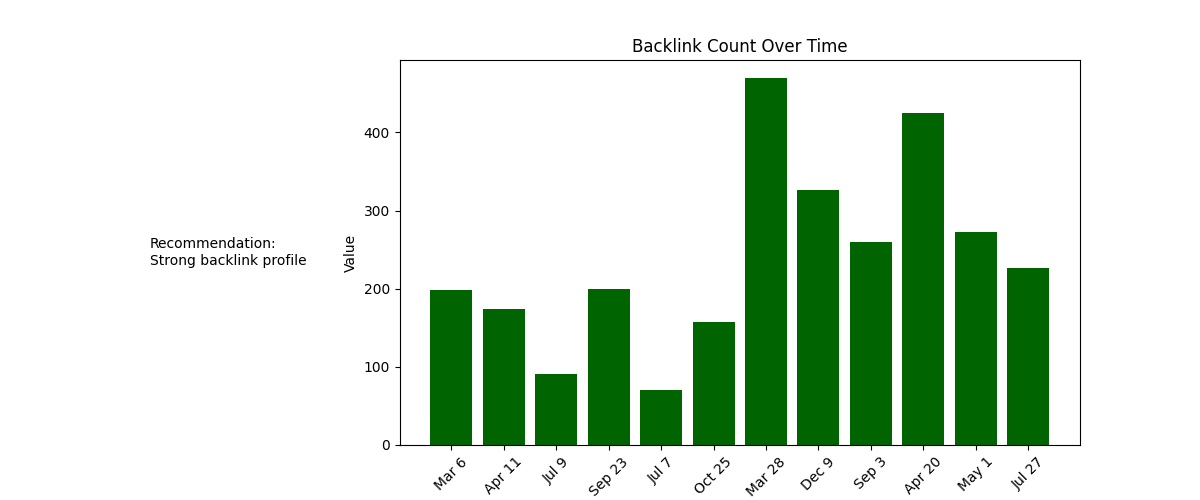 Backlink Count Over Time
Recommendation:
Strong backlink profile
Value
400
300
200
100
0
Mar 6
Apr 11
Jul 9
Sep 23
Jul 7
Oct 25
Mar 28
Dec 9
Sep 3
Apr 20
May 1
Jul 27